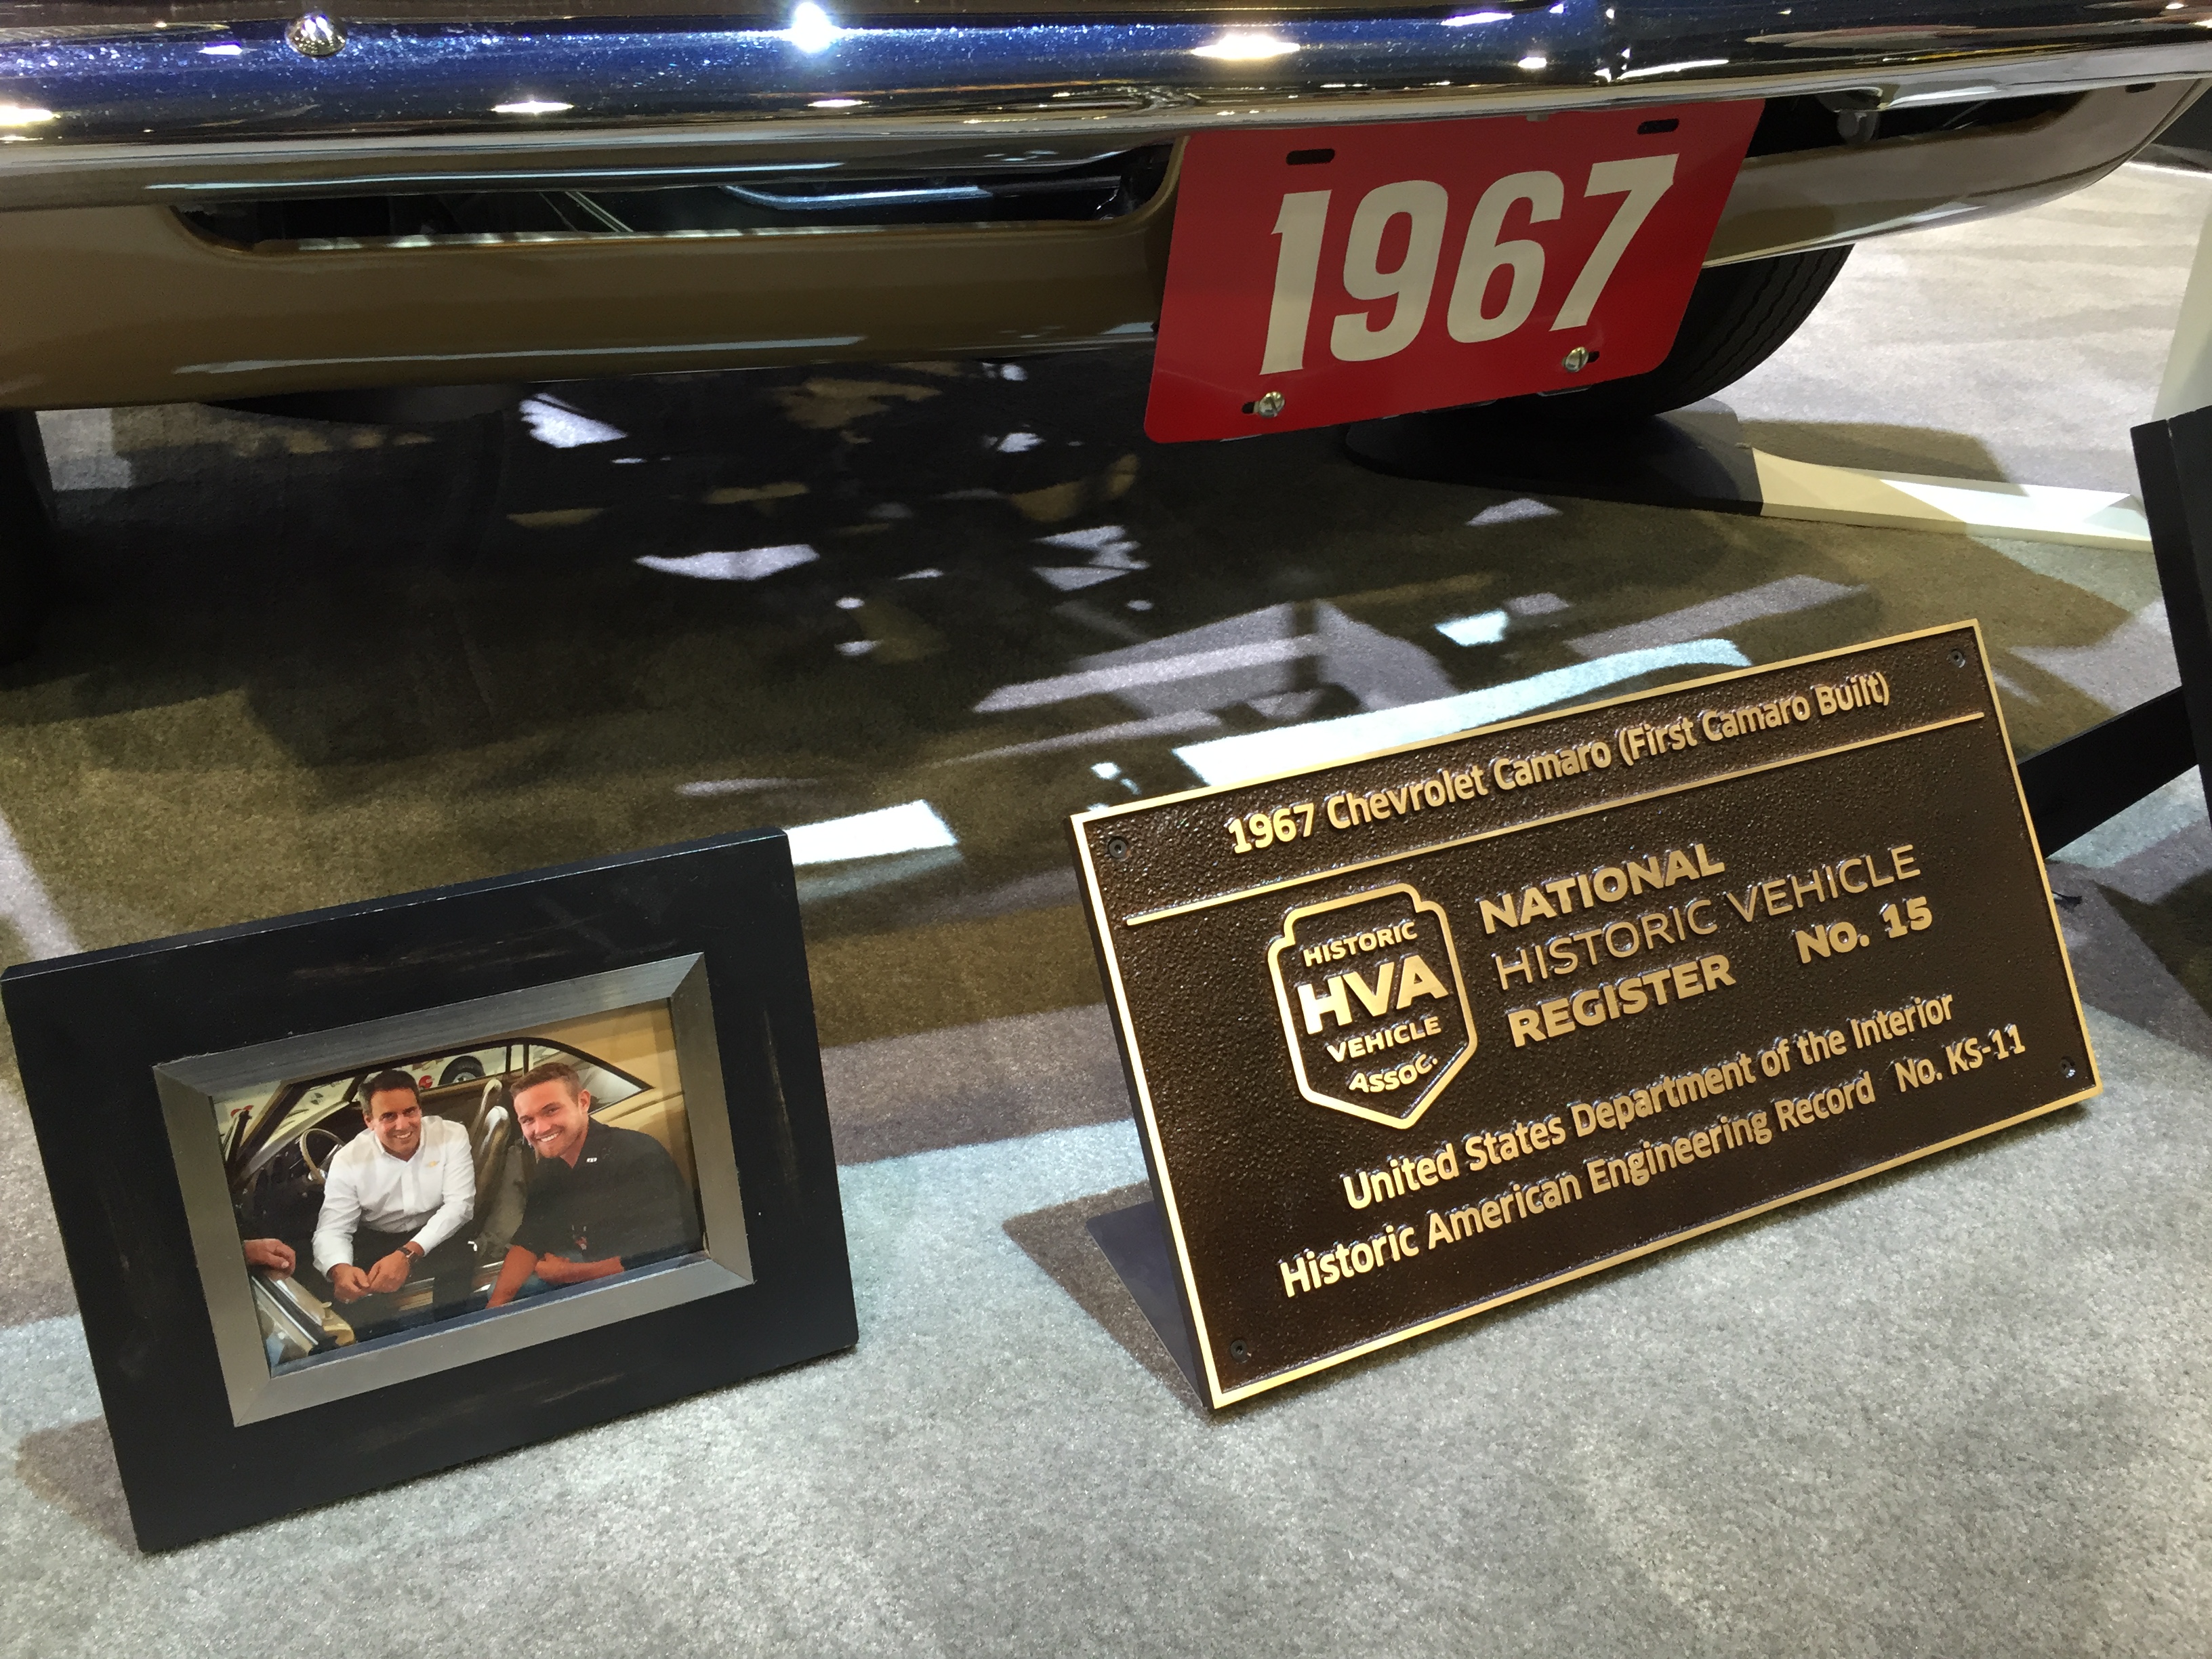 1967
1967 Chevrolet Camaro (First Camaro Built)
HISTORIC
HVA
VEHICLE
ASSOC.
NATIONAL
HISTORIC VEHICLE
REGISTER No. 15
United States Department of the Interior
Historic American Engineering Record No. KS-11